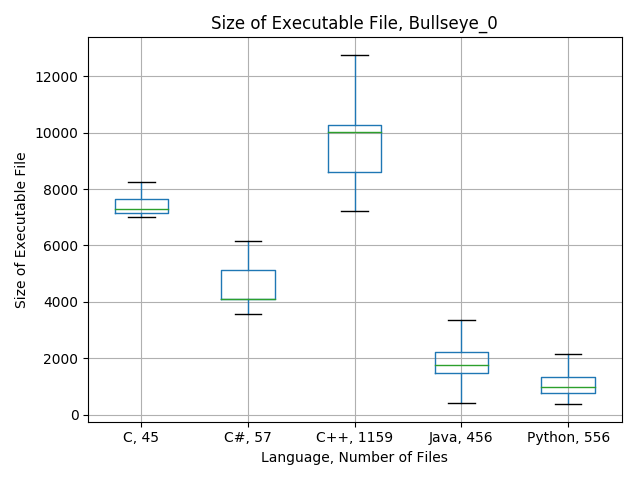 Size of Executable File, Bullseye_0
Size of Executable File
12000
10000
8000
6000
4000
2000
0
C, 45 C#, 57 C++, 1159 Java, 456 Python, 556
Language, Number of Files